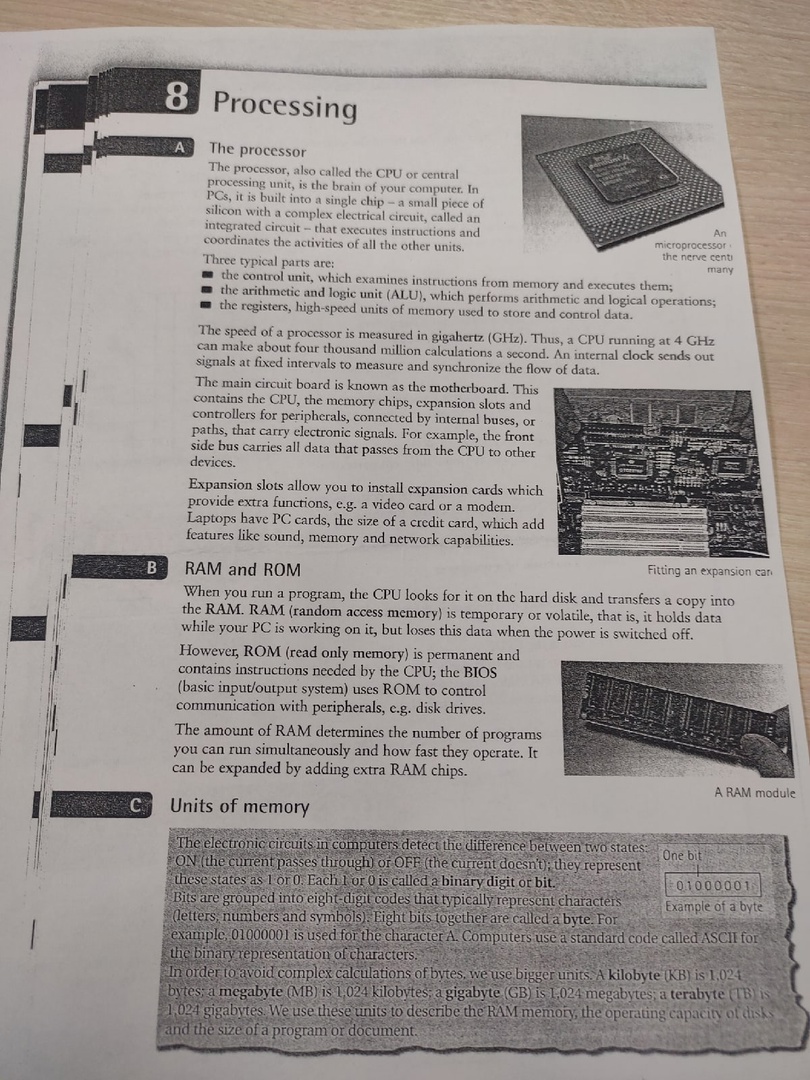 8 Processing
A The processor
The processor, also called the CPU or central
processing unit, is the brain of your computer. In
PCs, it is built into a single chip – a small piece of
silicon with a complex electrical circuit, called an
integrated circuit – that executes instructions and
coordinates the activities of all the other units.
An
microprocessor
the nerve cent
many
Three typical parts are:
the control unit, which examines instructions from memory and executes them;
the arithmetic and logic unit (ALU), which performs arithmetic and logical operations;
the registers, high-speed units of memory used to store and control data.
The speed of a processor is measured in gigahertz (GHz). Thus, a CPU running at 4 GHz
can make about four thousand million calculations a second. An internal clock sends out
signals at fixed intervals to measure and synchronize the flow of data.
The main circuit board is known as the motherboard. This
contains the CPU, the memory chips, expansion slots and
controllers for peripherals, connected by internal buses, or
paths, that carry electronic signals. For example, the front
side bus carries all data that passes from the CPU to other
devices.
Expansion slots allow you to install expansion cards which
provide extra functions, e.g. a video card or a modem.
Laptops have PC cards, the size of a credit card, which add
features like sound, memory and network capabilities.
Fitting an expansion car
B RAM and ROM
When you run a program, the CPU looks for it on the hard disk and transfers a copy into
the RAM. RAM (random access memory) is temporary or volatile, that is, it holds data
while your PC is working on it, but loses this data when the power is switched off.
However, ROM (read only memory) is permanent and
contains instructions needed by the CPU; the BIOS
(basic input/output system) uses ROM to control
communication with peripherals, e.g. disk drives.
The amount of RAM determines the number of programs
you can run simultaneously and how fast they operate. It
can be expanded by adding extra RAM chips.
A RAM module
C Units of memory
The electronic circuits in computers detect the difference between two states:
ON (the current passes through) or OFF (the current doesn't); they represent
these states as 1 or 0. Each 1 or 0 is called a binary digit or bit.
Bits are grouped into eight-digit codes that typically represent characters
(letters, numbers and symbols). Eight bits together are called a byte. For
example, 01000001 is used for the character A. Computers use a standard code called ASCII for
the binary representation of characters.
One bit
01000001
Example of a byte
In order to avoid complex calculations of bytes, we use bigger units. A kilobyte (KB) is 1,024
bytes; a megabyte (MB) is 1,024 kilobytes; a gigabyte (GB) is 1,024 megabytes; a terabyte (TB) is
1,024 gigabytes. We use these units to describe the RAM memory, the operating capacity of disks
and the size of a program or document.